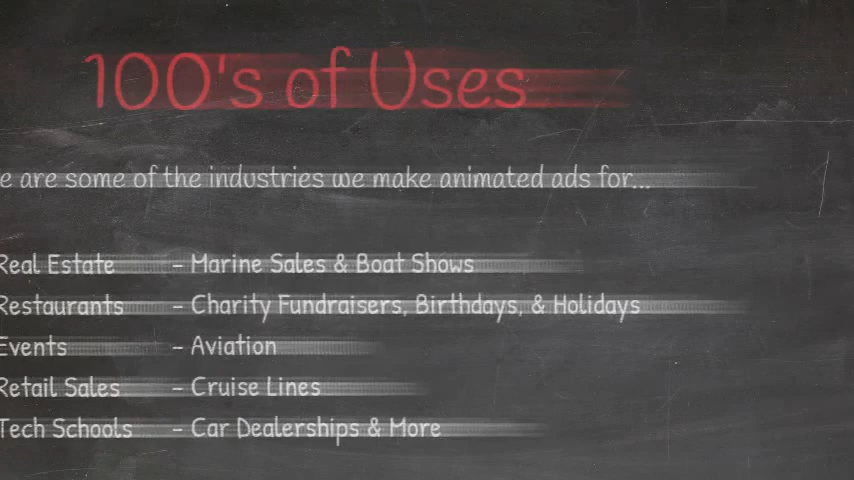 100's of Uses
e are some of the industries we make animated ads for...
Real Estate - Marine Sales & Boat Shows
Restaurants - Charity Fundraisers, Birthdays, & Holidays
Events - Aviation
Retail Sales - Cruise Lines
Tech Schools - Car Dealerships & More